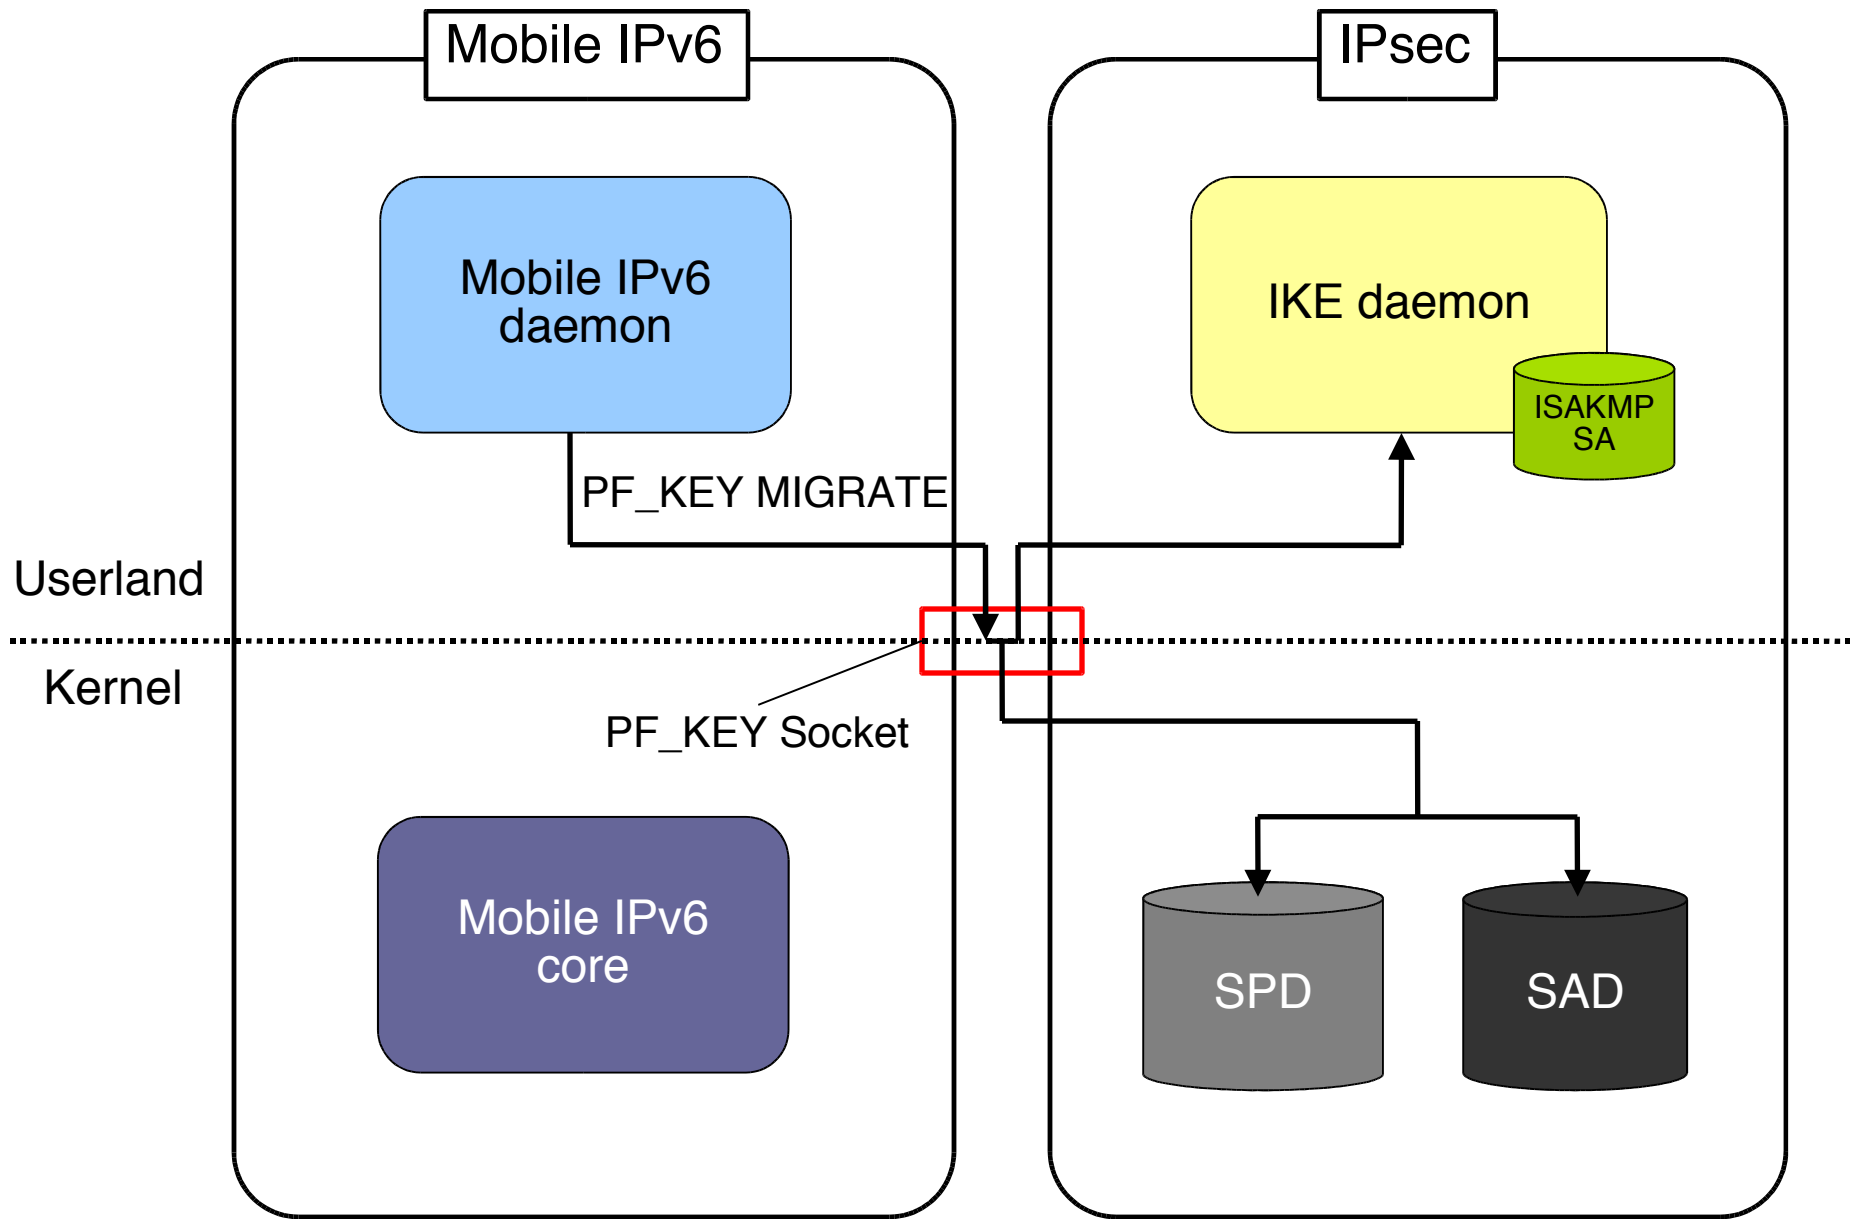 Mobile IPv6
IPsec
Mobile IPv6
daemon
IKE daemon
ISAKMP
SA
PF_KEY MIGRATE
Userland
Kernel
PF_KEY Socket
Mobile IPv6
core
SPD
SAD